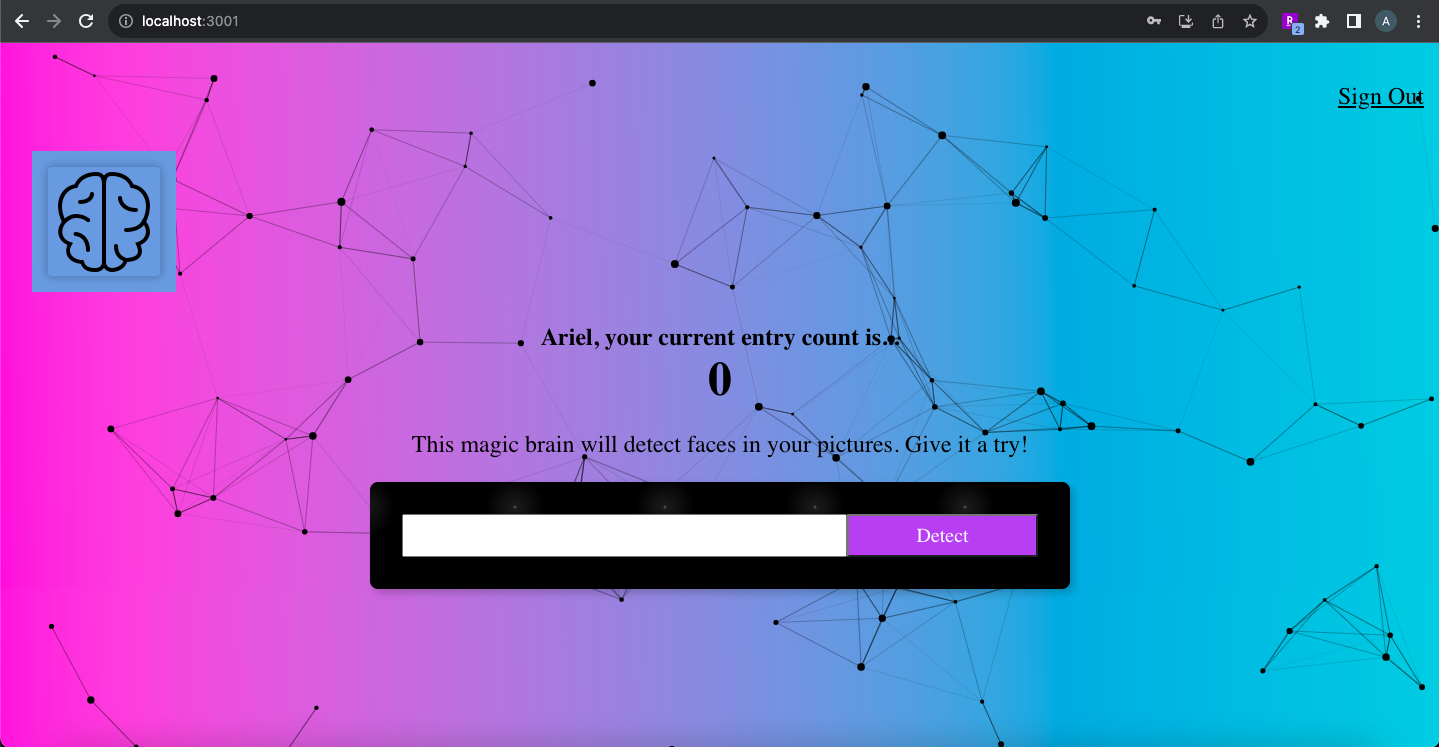 localhost:3001
R
2
A
Sign Out
Ariel, your current entry count is...
0
This magic brain will detect faces in your pictures. Give it a try!
Detect